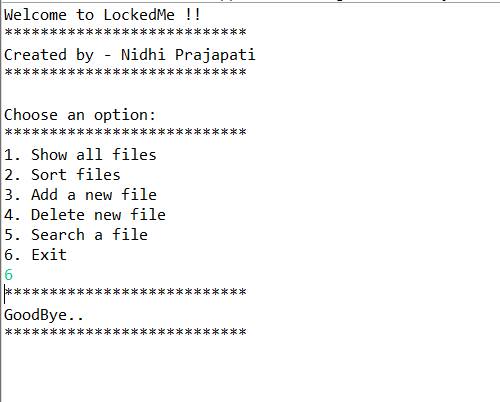 Welcome to LockedMe !!
***************************
Created by - Nidhi Prajapati
***************************
Choose an option:
***************************
1. Show all files
2. Sort files
3. Add a new file
4. Delete new file
5. Search a file
6. Exit
6
***************************
GoodBye..
***************************